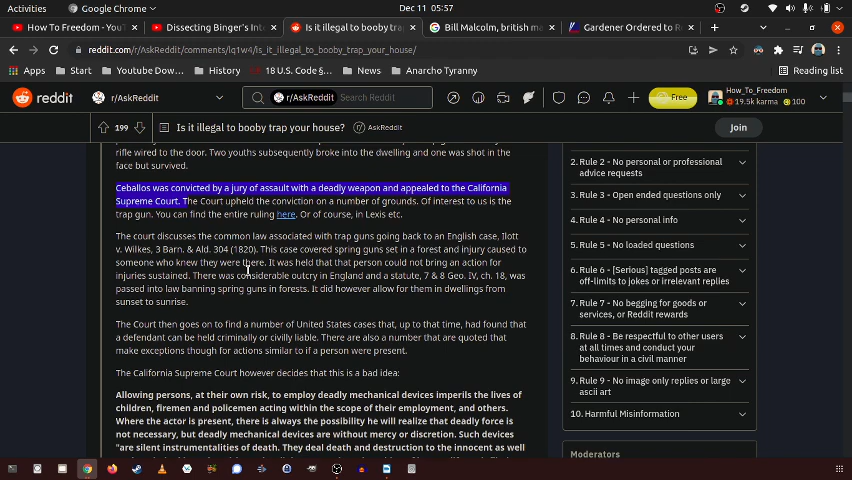 Activities
Google Chrome
Dec 11 05:57
How To Freedom - YouT
Dissecting Binger's Int
Is it illegal to booby trap
Bill Malcolm, british ma
Gardener Ordered to R
reddit.com/r/AskReddit/comments/lq1w4/is_it_illegal_to_booby_trap_your_house/
Apps
Start
Youtube Dow...
History
18 U.S. Code §...
News
Anarcho Tyranny
Reading list
reddit
r/AskReddit
r/AskReddit
Search Reddit
Free
How_To_Freedom
19.5k karma
100
199
Is it illegal to booby trap your house?
AskReddit
Join
rifle wired to the door. Two youths subsequently broke into the dwelling and one was shot in the
face but survived.
Ceballos was convicted by a jury of assault with a deadly weapon and appealed to the California
Supreme Court. The Court upheld the conviction on a number of grounds. Of interest to us is the
trap gun. You can find the entire ruling here. Or of course, in Lexis etc.
The court discusses the common law associated with trap guns going back to an English case, Ilott
v. Wilkes, 3 Barn. & Ald. 304 (1820). This case covered spring guns set in a forest and injury caused to
someone who knew they were there. It was held that that person could not bring an action for
injuries sustained. There was considerable outcry in England and a statute, 7 & 8 Geo. IV, ch. 18, was
passed into law banning spring guns in forests. It did however allow for them in dwellings from
sunset to sunrise.
The Court then goes on to find a number of United States cases that, up to that time, had found that
a defendant can be held criminally or civilly liable. There are also a number that are quoted that
make exceptions though for actions similar to if a person were present.
The California Supreme Court however decides that this is a bad idea:
Allowing persons, at their own risk, to employ deadly mechanical devices imperils the lives of
children, firemen and policemen acting within the scope of their employment, and others.
Where the actor is present, there is always the possibility he will realize that deadly force is
not necessary, but deadly mechanical devices are without mercy or discretion. Such devices
"are silent instrumentalities of death. They deal death and destruction to the innocent as well
2. Rule 2 - No personal or professional
advice requests
3. Rule 3 - Open ended questions only
4. Rule 4 - No personal info
5. Rule 5 - No loaded questions
6. Rule 6 - [Serious] tagged posts are
off-limits to jokes or irrelevant replies
7. Rule 7 - No begging for goods or
services, or Reddit rewards
8. Rule 8 - Be respectful to other users
at all times and conduct your
behaviour in a civil manner
9. Rule 9 - No image only replies or large
ascii art
10. Harmful Misinformation
Moderators